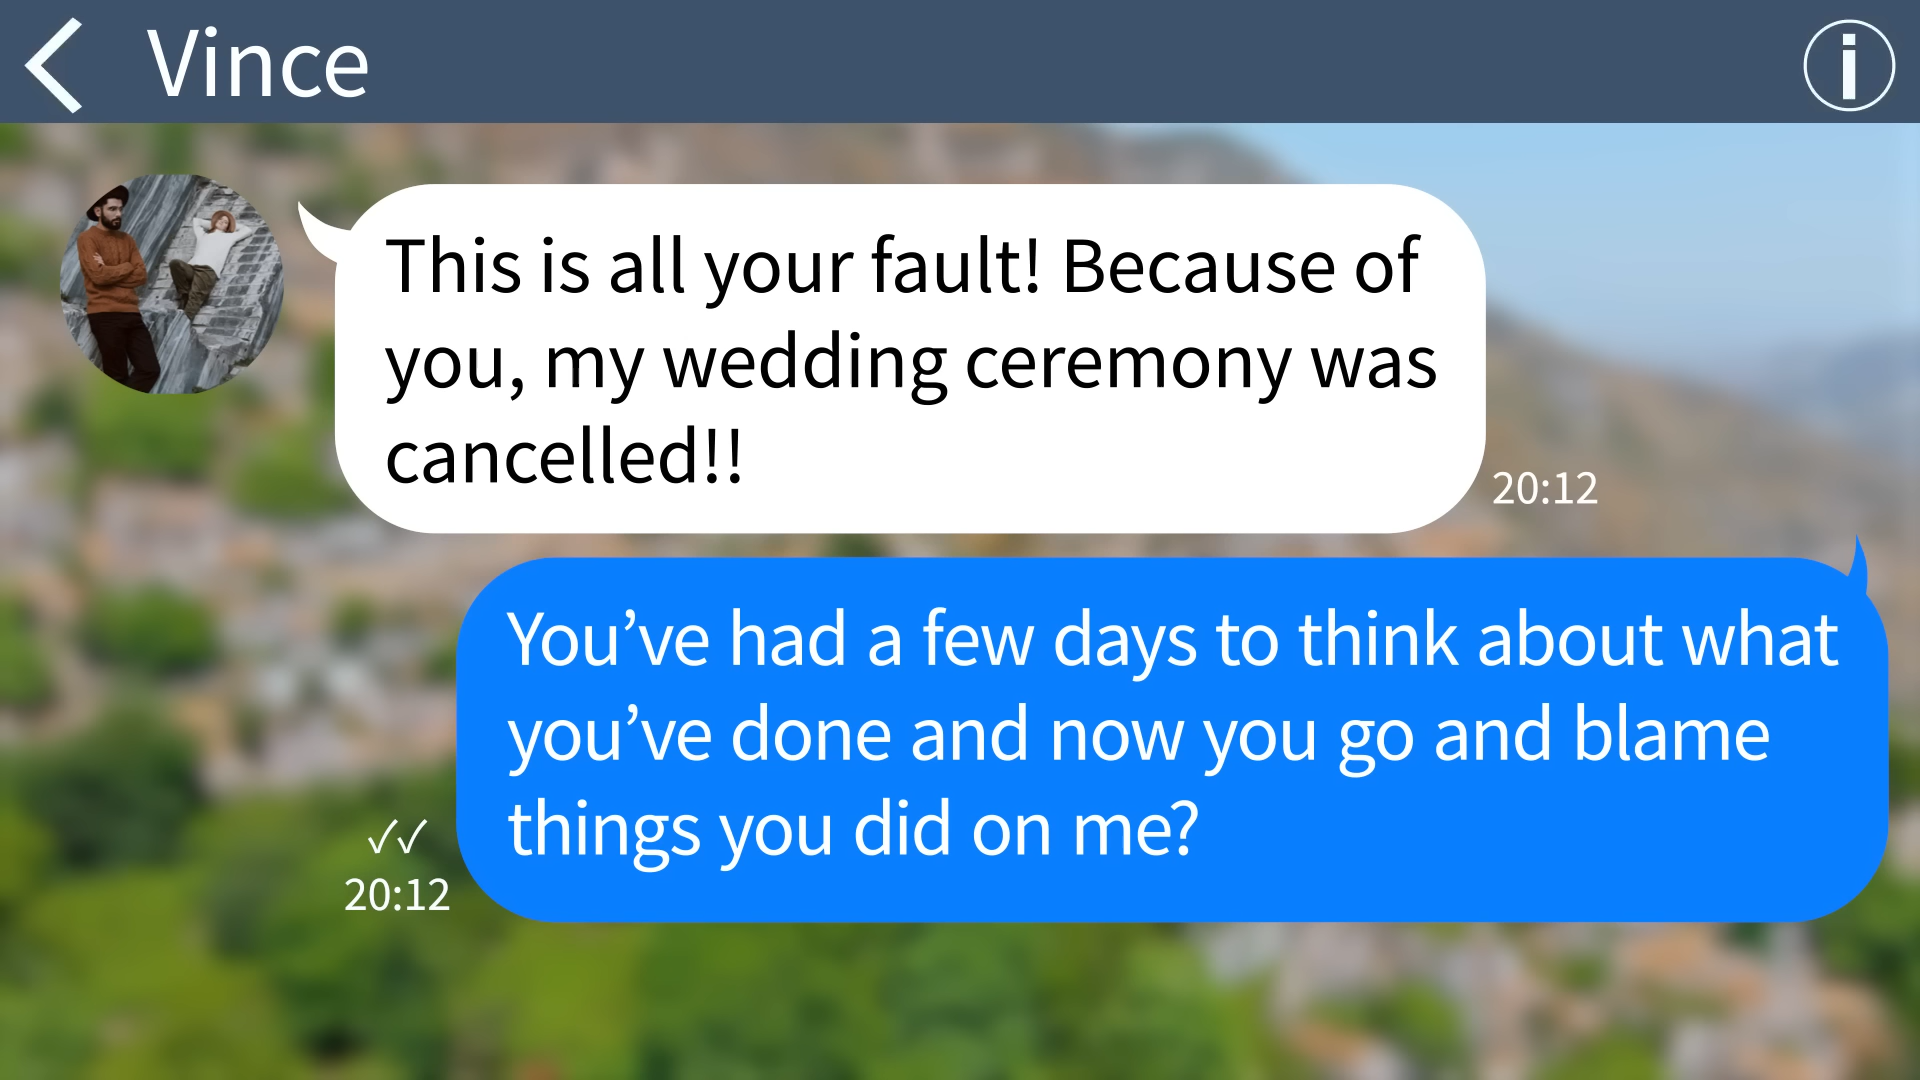 Vince
This is all your fault! Because of
you, my wedding ceremony was
cancelled!!
20:12
You’ve had a few days to think about what
you’ve done and now you go and blame
things you did on me?
20:12